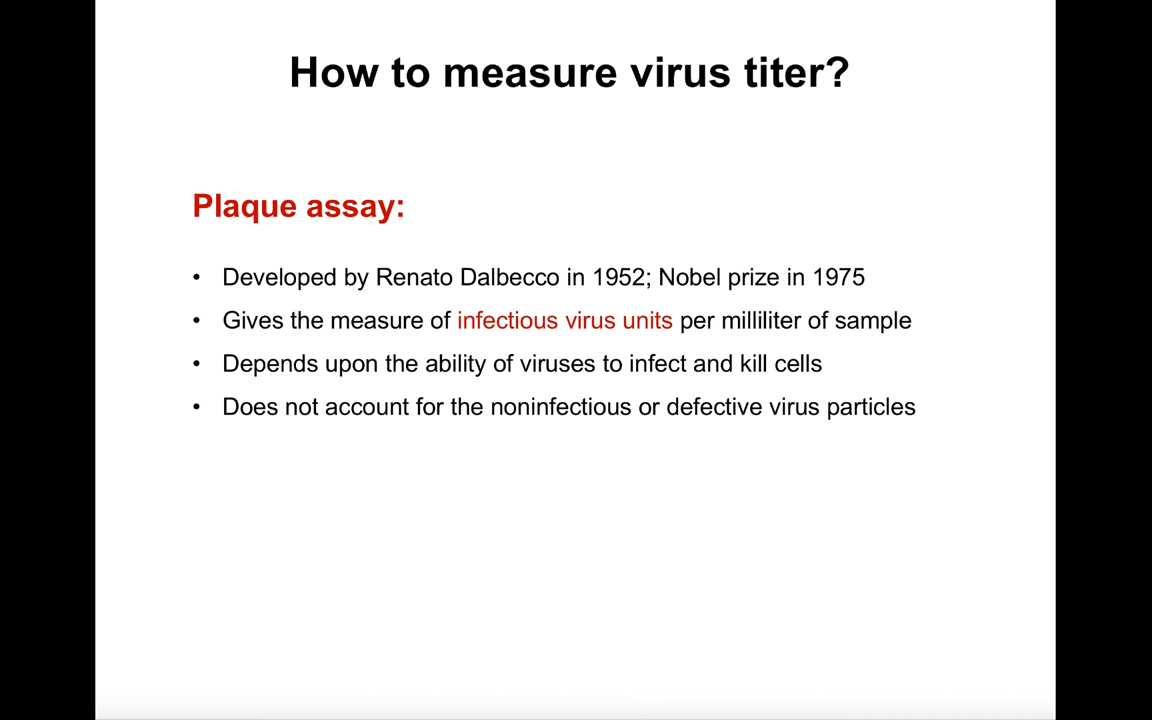 How to measure virus titer?
Plaque assay:
• Developed by Renato Dalbecco in 1952; Nobel prize in 1975
• Gives the measure of infectious virus units per milliliter of sample
• Depends upon the ability of viruses to infect and kill cells
• Does not account for the noninfectious or defective virus particles